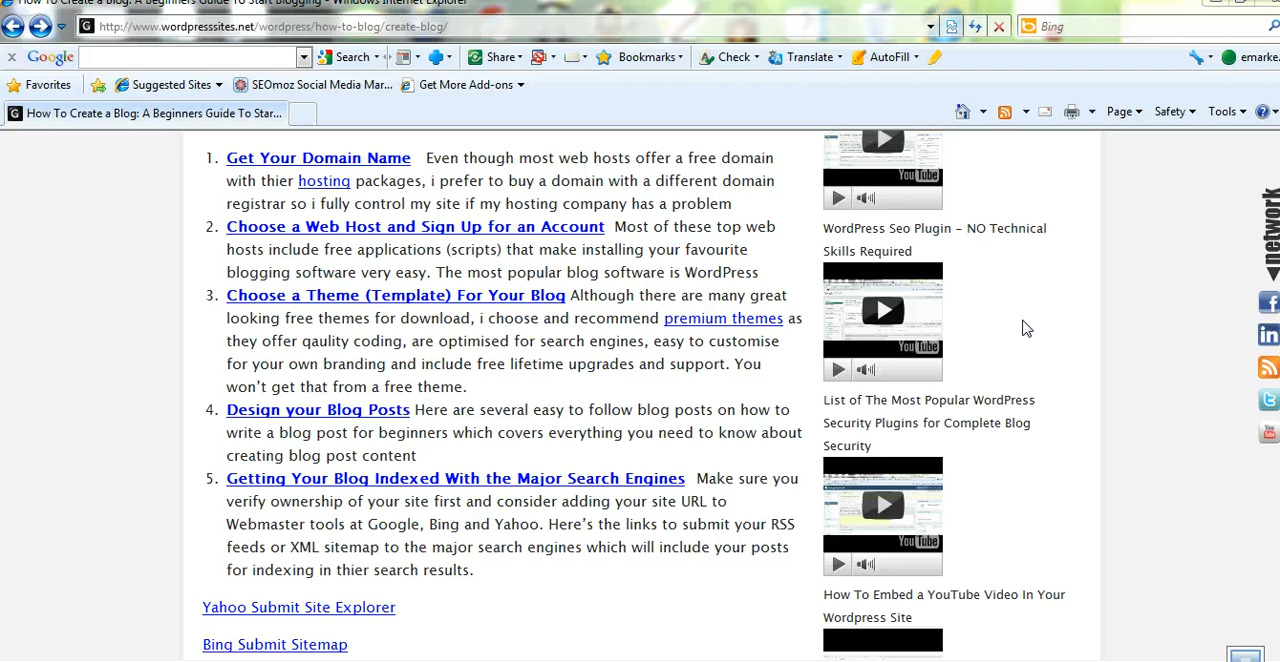 How To Create a Blog: A Beginners Guide To Start Blogging - Windows Internet Explorer
http://www.wordpresssites.net/wordpress/how-to-blog/create-blog/
Bing
x Google Search Share Bookmarks Check Translate AutoFill emarke
Favorites Suggested Sites SEOmoz Social Media Mar... Get More Add-ons
How To Create a Blog: A Beginners Guide To Star... Page Safety Tools
1. Get Your Domain Name Even though most web hosts offer a free domain
with thier hosting packages, i prefer to buy a domain with a different domain
registrar so i fully control my site if my hosting company has a problem
2. Choose a Web Host and Sign Up for an Account Most of these top web
hosts include free applications (scripts) that make installing your favourite
blogging software very easy. The most popular blog software is WordPress
3. Choose a Theme (Template) For Your Blog Although there are many great
looking free themes for download, i choose and recommend premium themes as
they offer qaulity coding, are optimised for search engines, easy to customise
for your own branding and include free lifetime upgrades and support. You
won't get that from a free theme.
4. Design your Blog Posts Here are several easy to follow blog posts on how to
write a blog post for beginners which covers everything you need to know about
creating blog post content
5. Getting Your Blog Indexed With the Major Search Engines Make sure you
verify ownership of your site first and consider adding your site URL to
Webmaster tools at Google, Bing and Yahoo. Here's the links to submit your RSS
feeds or XML sitemap to the major search engines which will include your posts
for indexing in thier search results.
Yahoo Submit Site Explorer
Bing Submit Sitemap
YouTube
WordPress Seo Plugin – NO Technical
Skills Required
YouTube
List of The Most Popular WordPress
Security Plugins for Complete Blog
Security
YouTube
How To Embed a YouTube Video In Your
Wordpress Site
network
f
in
t
You
Tube